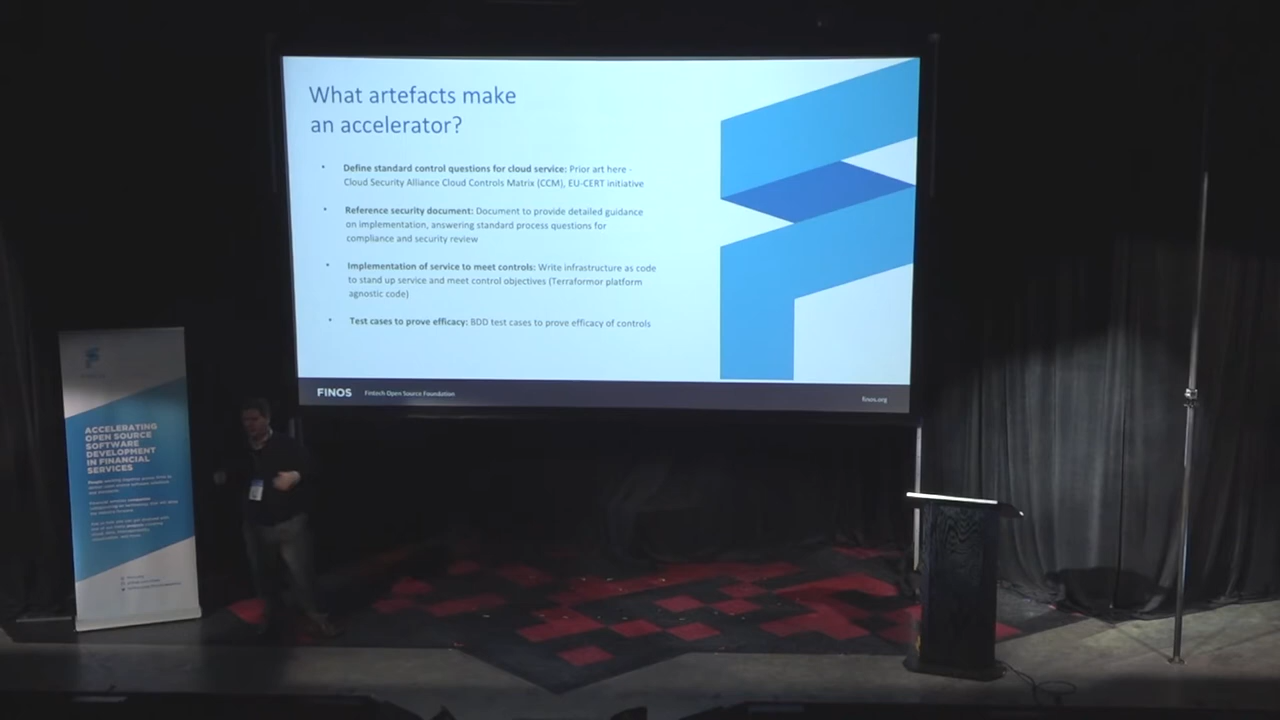 What artefacts make
an accelerator?
• Define standard control questions for cloud service: Prior art here -
Cloud Security Alliance Cloud Controls Matrix (CCM), EU-CERT initiative
• Reference security document: Document to provide detailed guidance
on implementation, answering standard process questions for
compliance and security review
• Implementation of service to meet controls: Write infrastructure as code
to stand up service and meet control objectives (Terraformor platform
agnostic code)
• Test cases to prove efficacy: BDD test cases to prove efficacy of controls
FINOS Fintech Open Source Foundation
finos.org
ACCELERATING
OPEN SOURCE
SOFTWARE
DEVELOPMENT
IN FINANCIAL
SERVICES